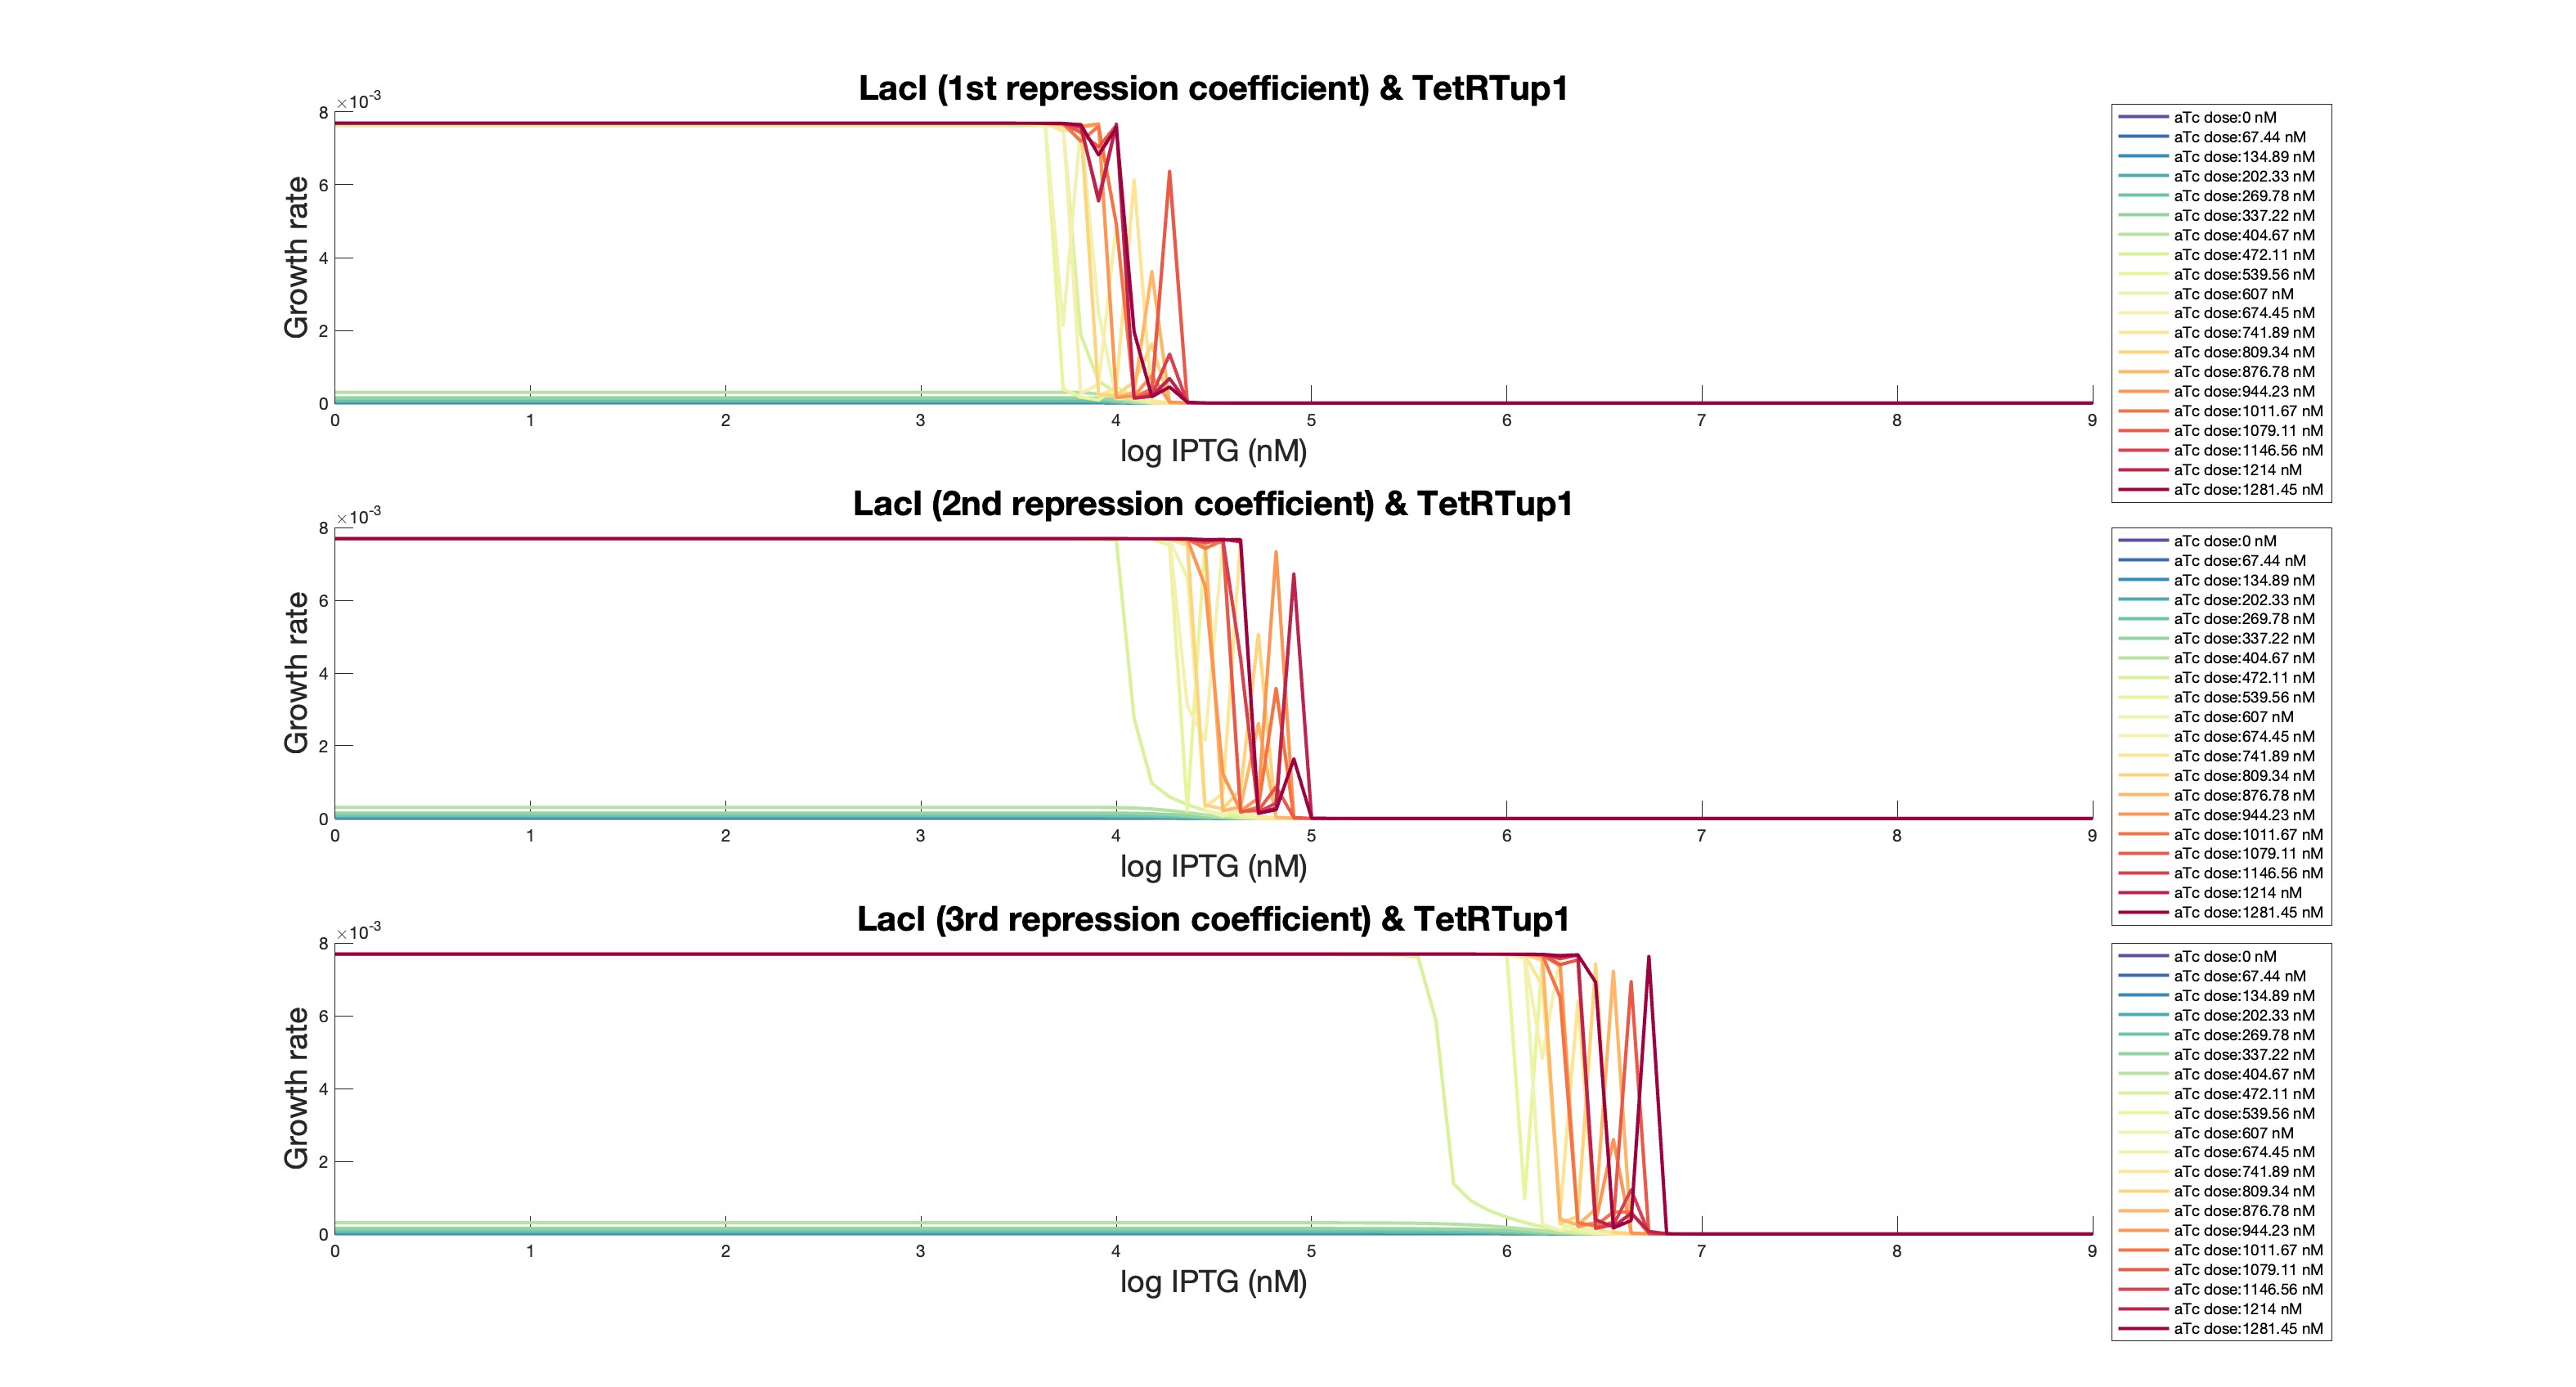 LacI (1st repression coefficient) & TetRTup1
×10-3
8
6
4
2
0
Growth rate
0 1 2 3 4 5 6 7 8 9
log IPTG (nM)
aTc dose:0 nM
aTc dose:67.44 nM
aTc dose:134.89 nM
aTc dose:202.33 nM
aTc dose:269.78 nM
aTc dose:337.22 nM
aTc dose:404.67 nM
aTc dose:472.11 nM
aTc dose:539.56 nM
aTc dose:607 nM
aTc dose:674.45 nM
aTc dose:741.89 nM
aTc dose:809.34 nM
aTc dose:876.78 nM
aTc dose:944.23 nM
aTc dose:1011.67 nM
aTc dose:1079.11 nM
aTc dose:1146.56 nM
aTc dose:1214 nM
aTc dose:1281.45 nM
LacI (2nd repression coefficient) & TetRTup1
×10-3
8
6
4
2
0
Growth rate
0 1 2 3 4 5 6 7 8 9
log IPTG (nM)
aTc dose:0 nM
aTc dose:67.44 nM
aTc dose:134.89 nM
aTc dose:202.33 nM
aTc dose:269.78 nM
aTc dose:337.22 nM
aTc dose:404.67 nM
aTc dose:472.11 nM
aTc dose:539.56 nM
aTc dose:607 nM
aTc dose:674.45 nM
aTc dose:741.89 nM
aTc dose:809.34 nM
aTc dose:876.78 nM
aTc dose:944.23 nM
aTc dose:1011.67 nM
aTc dose:1079.11 nM
aTc dose:1146.56 nM
aTc dose:1214 nM
aTc dose:1281.45 nM
LacI (3rd repression coefficient) & TetRTup1
×10-3
8
6
4
2
0
Growth rate
0 1 2 3 4 5 6 7 8 9
log IPTG (nM)
aTc dose:0 nM
aTc dose:67.44 nM
aTc dose:134.89 nM
aTc dose:202.33 nM
aTc dose:269.78 nM
aTc dose:337.22 nM
aTc dose:404.67 nM
aTc dose:472.11 nM
aTc dose:539.56 nM
aTc dose:607 nM
aTc dose:674.45 nM
aTc dose:741.89 nM
aTc dose:809.34 nM
aTc dose:876.78 nM
aTc dose:944.23 nM
aTc dose:1011.67 nM
aTc dose:1079.11 nM
aTc dose:1146.56 nM
aTc dose:1214 nM
aTc dose:1281.45 nM